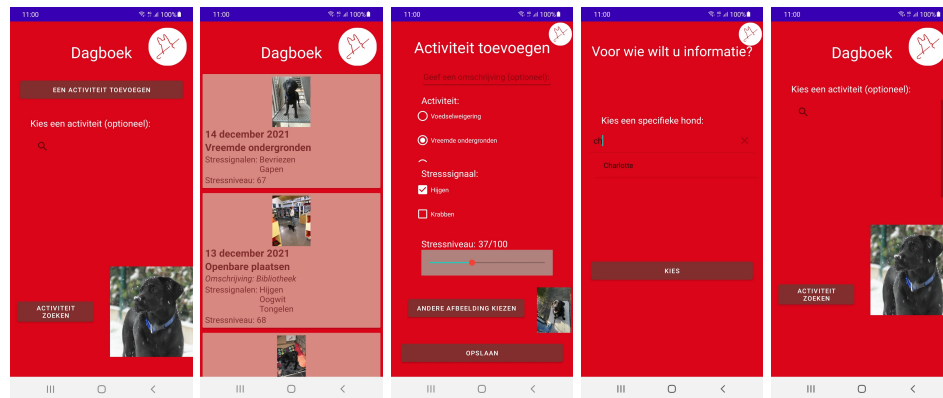 11:00
100%
Dagboek
EEN ACTIVITEIT TOEVOEGEN
Kies een activiteit (optioneel):
ACTIVITEIT
ZOEKEN
11:00
100%
Dagboek
14 december 2021
Vreemde ondergronden
Stressignalen: Bevriezen
Gapen
Stressniveau: 67
13 december 2021
Openbare plaatsen
Omschrijving: Bibliotheek
Stressignalen: Hijgen
Oogwit
Tongelen
Stressniveau: 68
11:00
100%
Activiteit toevoegen
Geef een omschrijving (optioneel)
Activiteit:
Voedselweigering
Vreemde ondergronden
Stresssignaal:
Hijgen
Krabben
Stressniveau: 37/100
ANDERE AFBEELDING KIEZEN
OPSLAAN
11:00
100%
Voor wie wilt u informatie?
Kies een specifieke hond:
ch
Charlotte
KIES
11:00
100%
Dagboek
Kies een activiteit (optioneel):
ACTIVITEIT
ZOEKEN